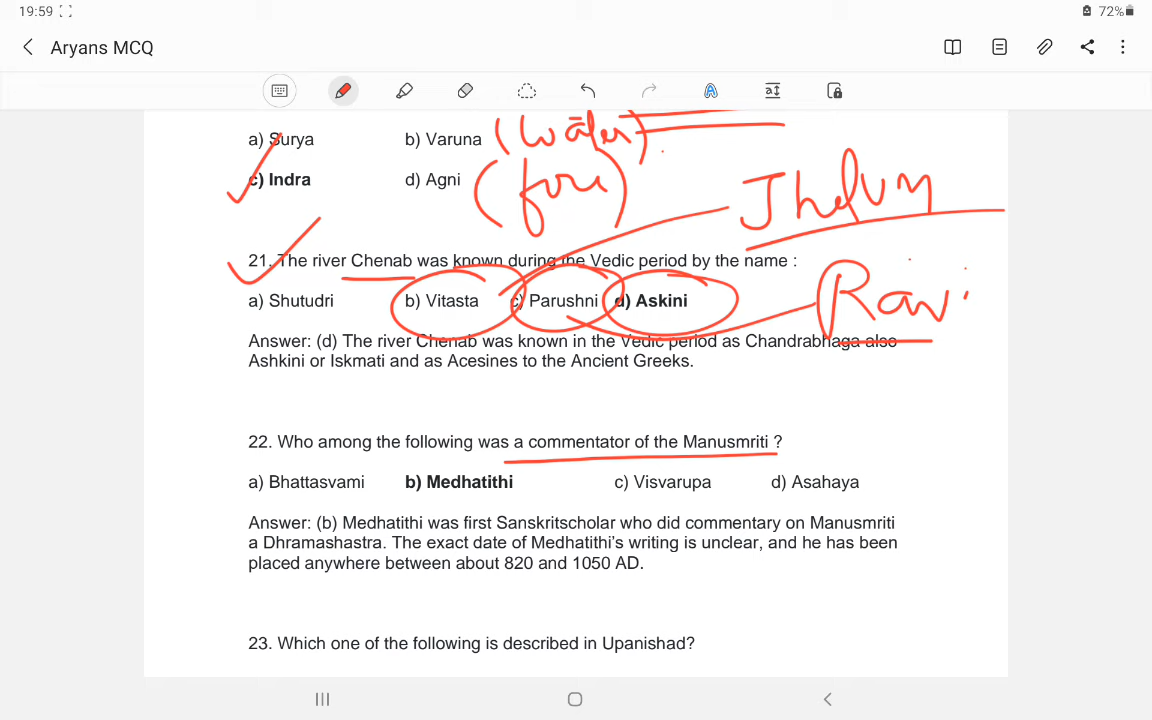 19:59 72%
Aryans MCQ
a) Surya b) Varuna (water)
c) Indra d) Agni (fire)
Jhelum
21. The river Chenab was known during the Vedic period by the name :
a) Shutudri b) Vitasta c) Parushni d) Askini
Ravi
Answer: (d) The river Chenab was known in the Vedic period as Chandrabhaga also
Ashkini or Iskmati and as Acesines to the Ancient Greeks.
22. Who among the following was a commentator of the Manusmriti ?
a) Bhattasvami b) Medhatithi c) Visvarupa d) Asahaya
Answer: (b) Medhatithi was first Sanskritscholar who did commentary on Manusmriti
a Dhramashastra. The exact date of Medhatithi's writing is unclear, and he has been
placed anywhere between about 820 and 1050 AD.
23. Which one of the following is described in Upanishad?